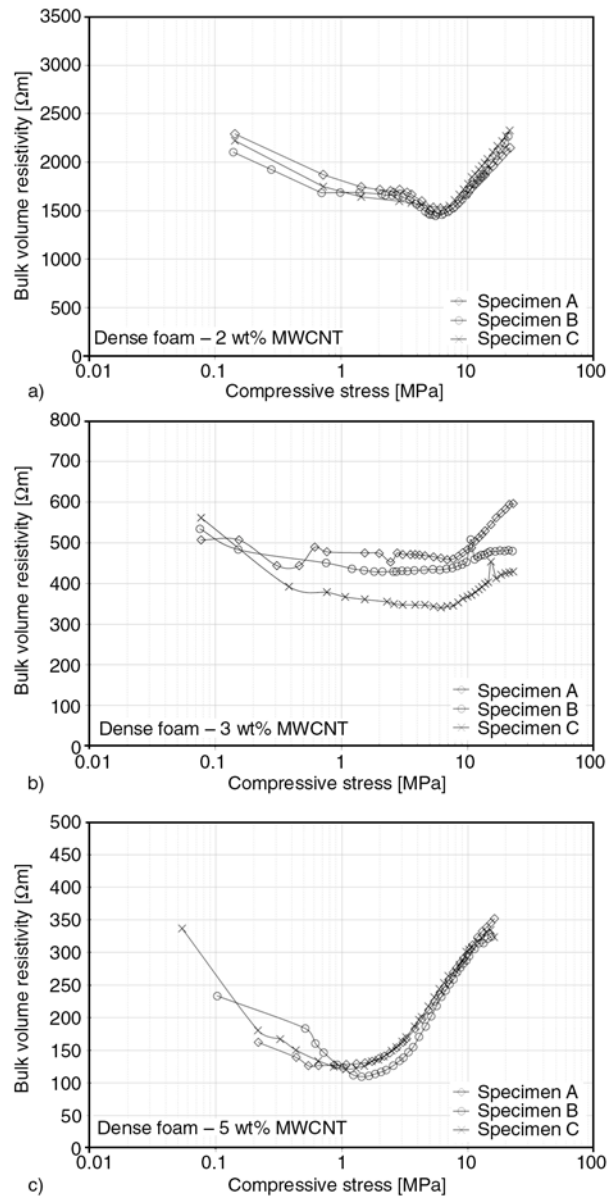 3500
3000
2500
2000
1500
1000
500
0
Bulk volume resistivity [Ωm]
Specimen A
Specimen B
Specimen C
Dense foam – 2 wt% MWCNT
0.01 0.1 1 10 100
a) Compressive stress [MPa]
800
700
600
500
400
300
200
100
0
Bulk volume resistivity [Ωm]
Specimen A
Specimen B
Specimen C
Dense foam – 3 wt% MWCNT
0.01 0.1 1 10 100
b) Compressive stress [MPa]
500
450
400
350
300
250
200
150
100
50
0
Bulk volume resistivity [Ωm]
Specimen A
Specimen B
Specimen C
Dense foam – 5 wt% MWCNT
0.01 0.1 1 10 100
c) Compressive stress [MPa]